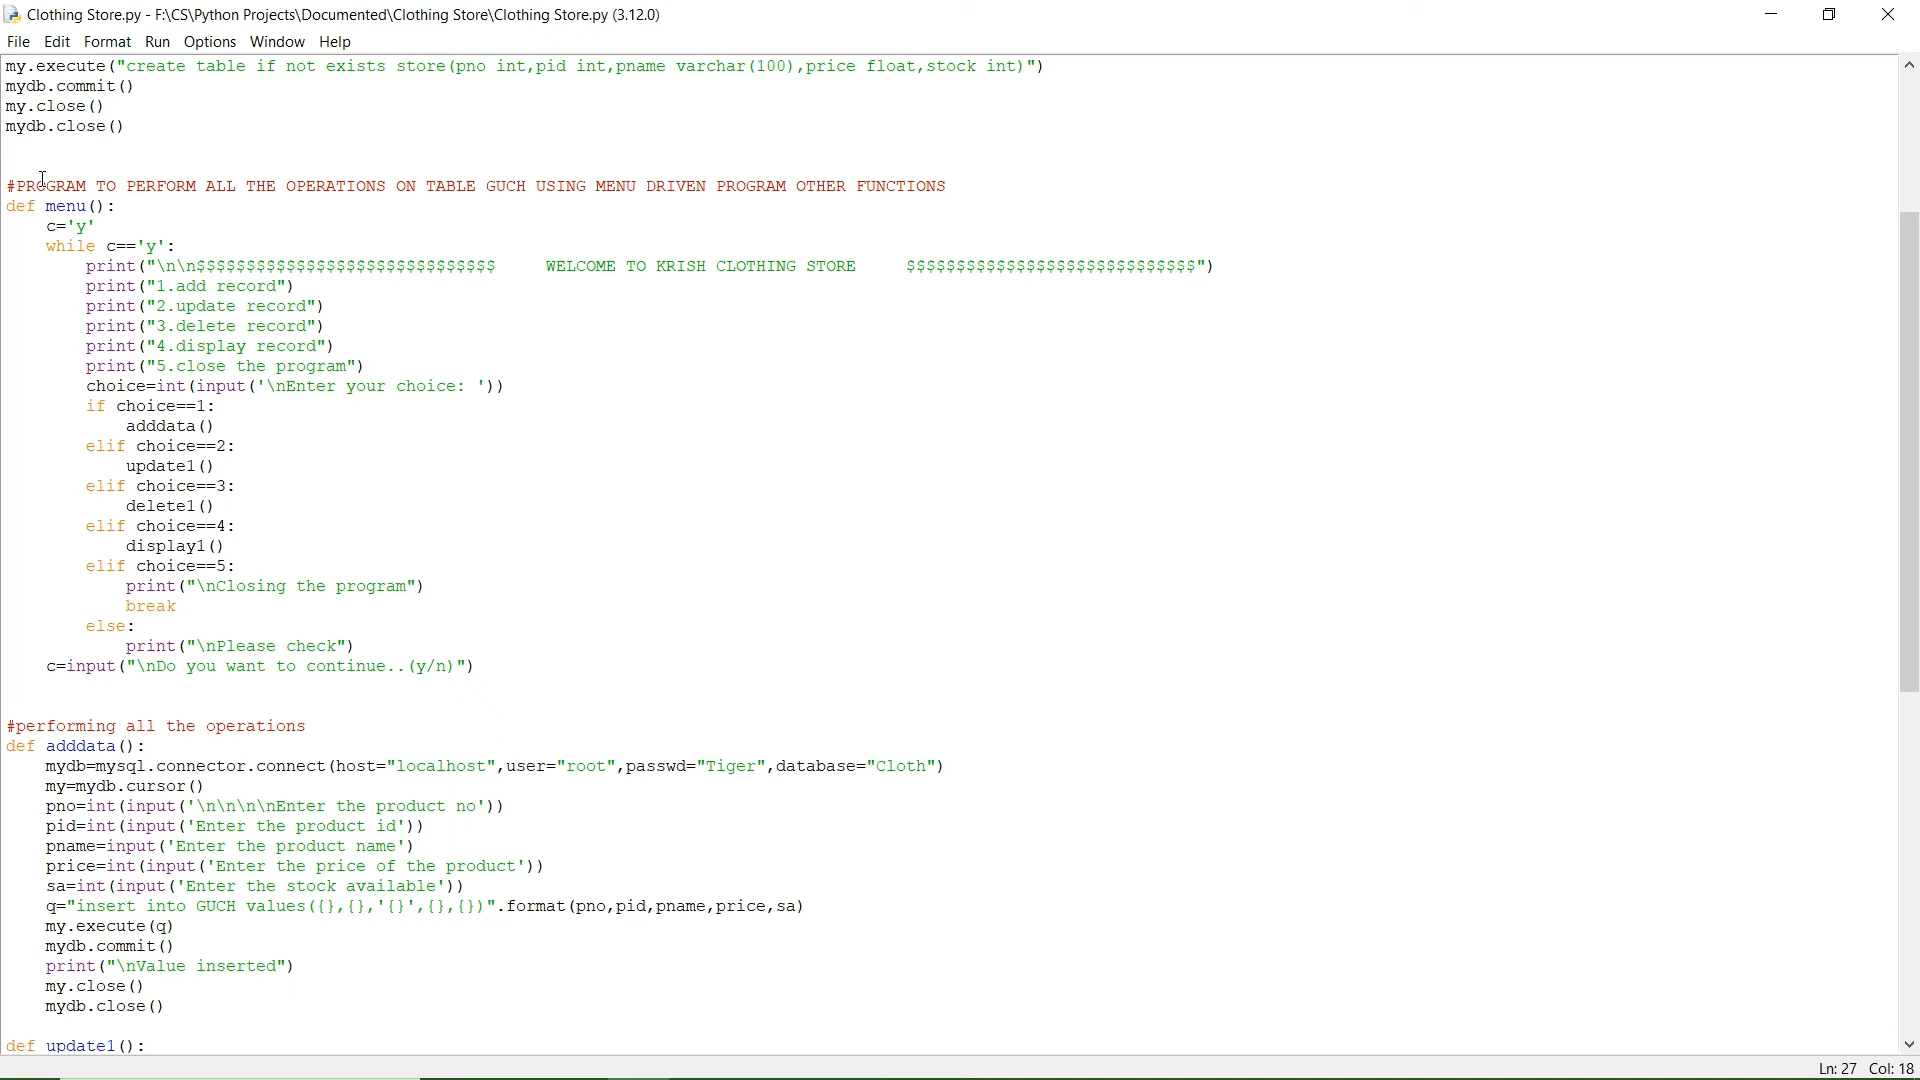 Clothing Store.py - F:\CS\Python Projects\Documented\Clothing Store\Clothing Store.py (3.12.0)
File Edit Format Run Options Window Help
my.execute("create table if not exists store(pno int,pid int,pname varchar(100),price float,stock int)")
mydb.commit()
my.close()
mydb.close()
#PROGRAM TO PERFORM ALL THE OPERATIONS ON TABLE GUCH USING MENU DRIVEN PROGRAM OTHER FUNCTIONS
def menu():
    c='y'
    while c=='y':
        print("\n\n$$$$$$$$$$$$$$$$$$$$$$$$$$$$$$     WELCOME TO KRISH CLOTHING STORE     $$$$$$$$$$$$$$$$$$$$$$$$$$$$$")
        print("1.add record")
        print("2.update record")
        print("3.delete record")
        print("4.display record")
        print("5.close the program")
        choice=int(input('\nEnter your choice: '))
        if choice==1:
            adddata()
        elif choice==2:
            update1()
        elif choice==3:
            delete1()
        elif choice==4:
            display1()
        elif choice==5:
            print("\nClosing the program")
            break
        else:
            print("\nPlease check")
    c=input("\nDo you want to continue..(y/n)")
#performing all the operations
def adddata():
    mydb=mysql.connector.connect(host="localhost",user="root",passwd="Tiger",database="Cloth")
    my=mydb.cursor()
    pno=int(input('\n\n\n\nEnter the product no'))
    pid=int(input('Enter the product id'))
    pname=input('Enter the product name')
    price=int(input('Enter the price of the product'))
    sa=int(input('Enter the stock available'))
    q="insert into GUCH values({},{},'{}',{},{})".format(pno,pid,pname,price,sa)
    my.execute(q)
    mydb.commit()
    print("\nValue inserted")
    my.close()
    mydb.close()
def update1():
Ln: 27 Col: 18